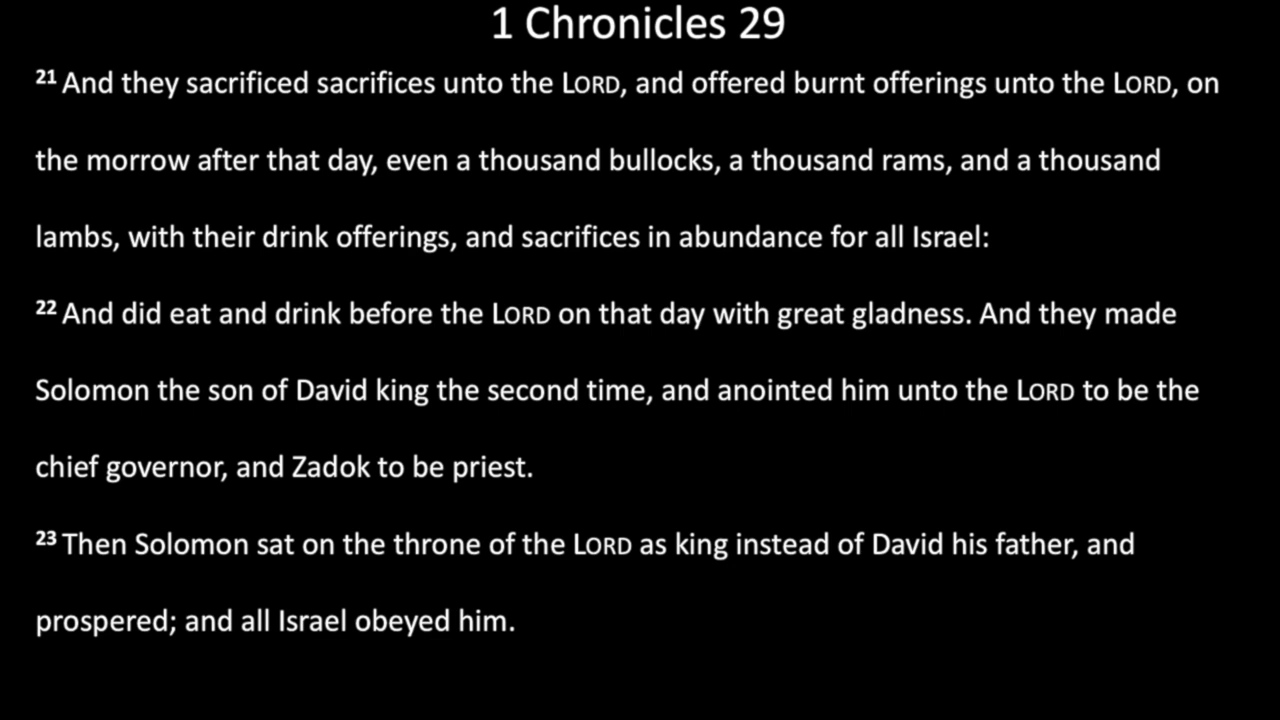 1 Chronicles 29
21 And they sacrificed sacrifices unto the LORD, and offered burnt offerings unto the LORD, on
the morrow after that day, even a thousand bullocks, a thousand rams, and a thousand
lambs, with their drink offerings, and sacrifices in abundance for all Israel:
22 And did eat and drink before the LORD on that day with great gladness. And they made
Solomon the son of David king the second time, and anointed him unto the LORD to be the
chief governor, and Zadok to be priest.
23 Then Solomon sat on the throne of the LORD as king instead of David his father, and
prospered; and all Israel obeyed him.